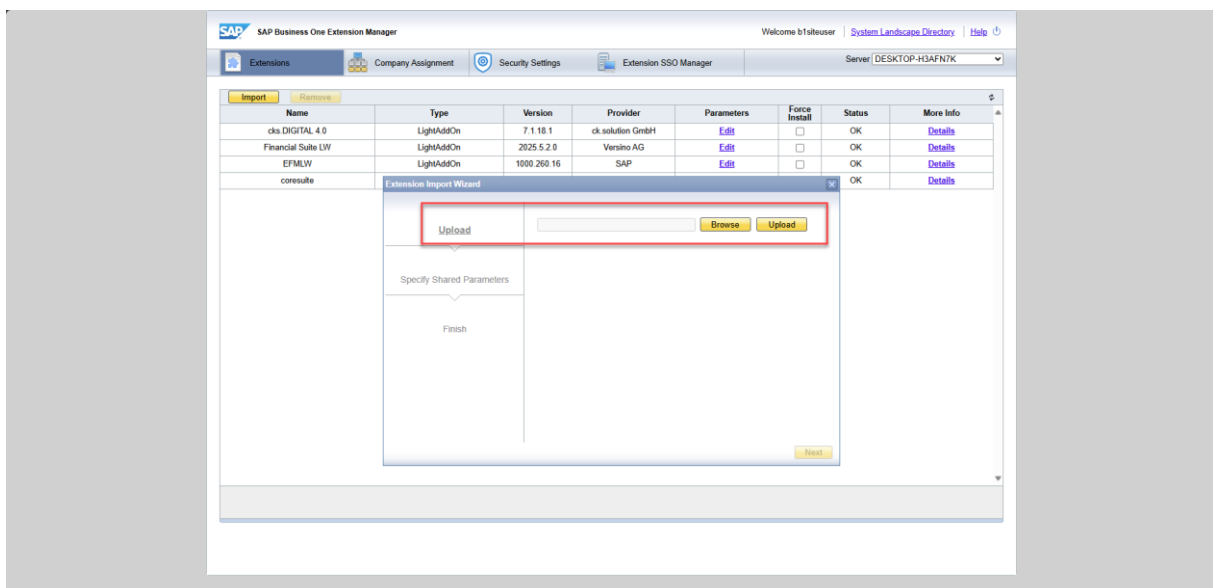 SAP SAP Business One Extension Manager Welcome b1siteuser System Landscape Directory Help
Extensions Company Assignment Security Settings Extension SSO Manager Server DESKTOP-H3AFN7K
Import Remove
Name Type Version Provider Parameters Force Install Status More Info
cks.DIGITAL 4.0 LightAddOn 7.1.18.1 ck.solution GmbH Edit OK Details
Financial Suite LW LightAddOn 2025.5.2.0 Versino AG Edit OK Details
EFMLW LightAddOn 1000.260.16 SAP Edit OK Details
coresuite OK Details
Extension Import Wizard
Upload Browse Upload
Specify Shared Parameters
Finish
Next